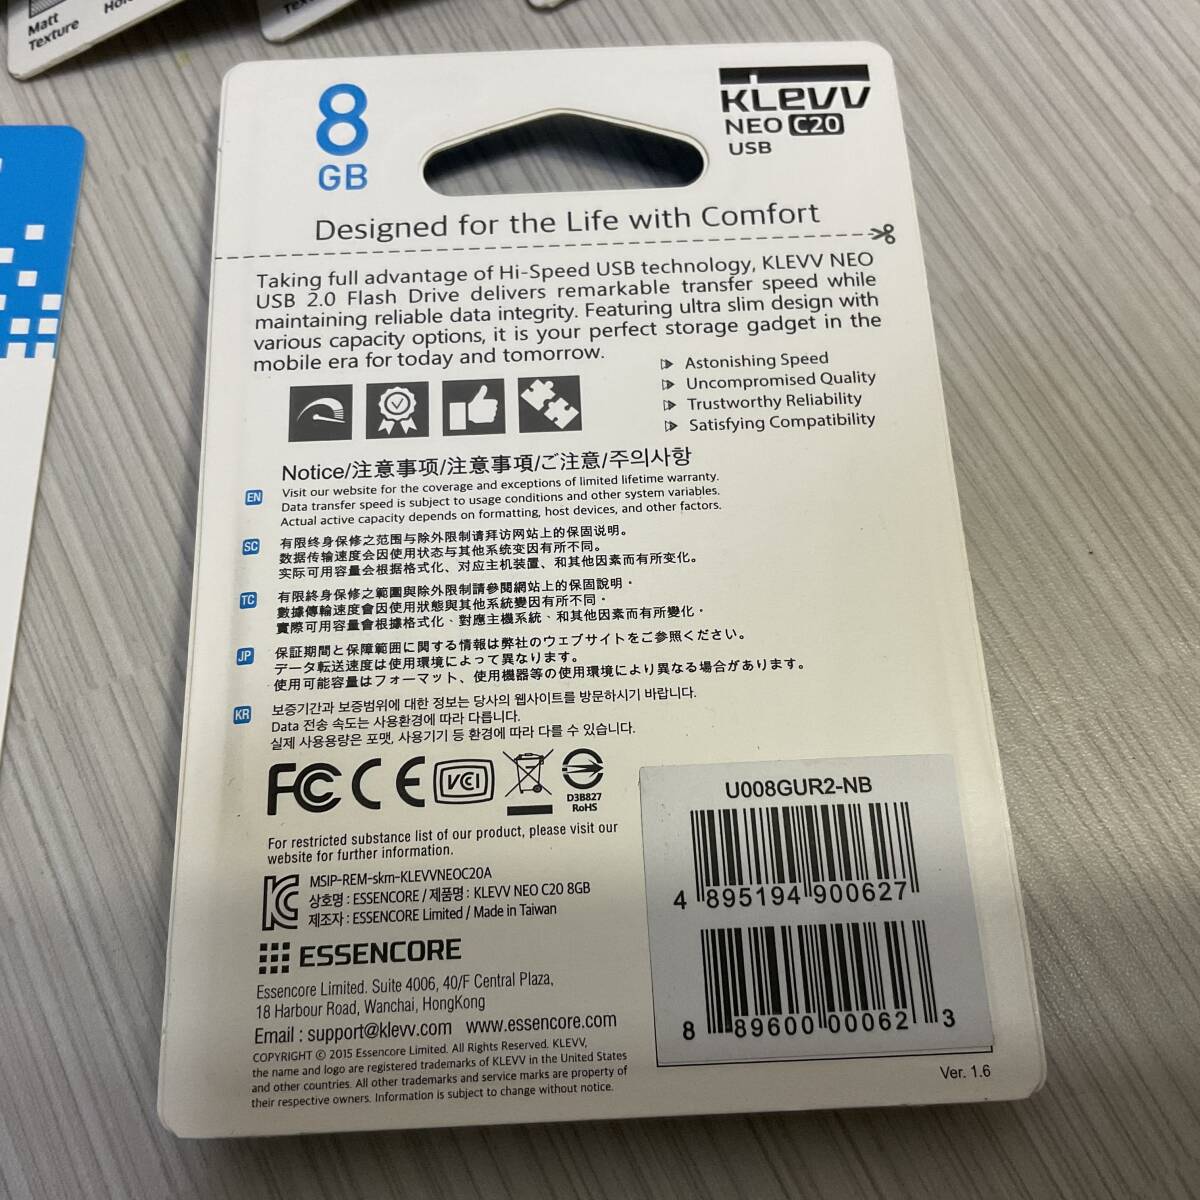 Matt
Texture
8
GB
KLEVV
NEO C20
USB
Designed for the Life with Comfort
Taking full advantage of Hi-Speed USB technology, KLEVV NEO
USB 2.0 Flash Drive delivers remarkable transfer speed while
maintaining reliable data integrity. Featuring ultra slim design with
various capacity options, it is your perfect storage gadget in the
mobile era for today and tomorrow.
Astonishing Speed
Uncompromised Quality
Trustworthy Reliability
Satisfying Compatibility
Notice/注意事项/注意事項/ご注意/주의사항
EN
Visit our website for the coverage and exceptions of limited lifetime warranty.
Data transfer speed is subject to usage conditions and other system variables.
Actual active capacity depends on formatting, host devices, and other factors.
SC
有限终身保修之范围与除外限制请拜访网站上的保固说明。
数据传输速度会因使用状态与其他系统变因有所不同。
实际可用容量会根据格式化、对应主机装置、和其他因素而有所变化。
TC
有限終身保修之範圍與除外限制請參閱網站上的保固說明・
數據傳輸速度會因使用狀態與其他系統變因有所不同・
實際可用容量會根據格式化、對應主機系統、和其他因素而有所變化・
JP
保証期間と保障範囲に関する情報は弊社のウェブサイトをご参照ください。
データ転送速度は使用環境によって異なります。
使用可能容量はフォーマット、使用機器等の使用環境により異なる場合があります。
KR
보증기간과 보증범위에 대한 정보는 당사의 웹사이트를 방문하시기 바랍니다.
Data 전송 속도는 사용환경에 따라 다릅니다.
실제 사용용량은 포맷, 사용기기 등 환경에 따라 다를 수 있습니다.
FC CE VCI
D3B827
RoHS
For restricted substance list of our product, please visit our
website for further information.
MSIP-REM-skm-KLEVVNEOC20A
상호명 : ESSENCORE / 제품명 : KLEVV NEO C20 8GB
제조자 : ESSENCORE Limited / Made in Taiwan
ESSENCORE
Essencore Limited. Suite 4006, 40/F Central Plaza,
18 Harbour Road, Wanchai, HongKong
Email : support@klevv.com www.essencore.com
COPYRIGHT © 2015 Essencore Limited. All Rights Reserved. KLEVV,
the name and logo are registered trademarks of KLEVV in the United States
and other countries. All other trademarks and service marks are property of
their respective owners. Information is subject to change without notice.
U008GUR2-NB
4 895194 900627
8 89600 00062 3
Ver. 1.6